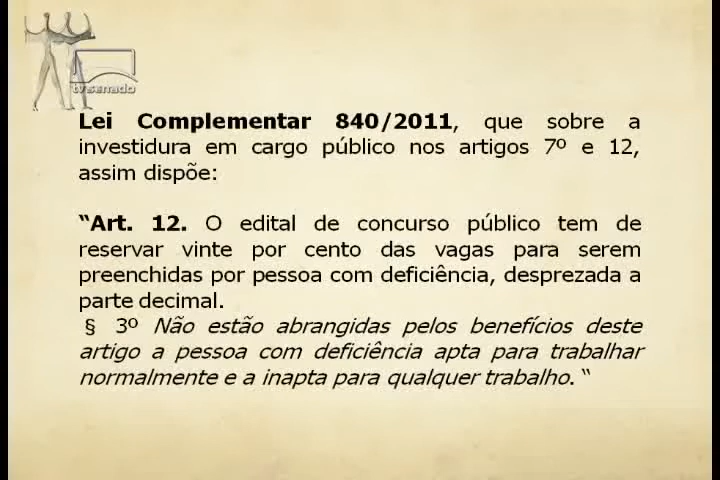 tvsenado
Lei Complementar 840/2011, que sobre a
investidura em cargo público nos artigos 7º e 12,
assim dispõe:
“Art. 12. O edital de concurso público tem de
reservar vinte por cento das vagas para serem
preenchidas por pessoa com deficiência, desprezada a
parte decimal.
§ 3º Não estão abrangidas pelos benefícios deste
artigo a pessoa com deficiência apta para trabalhar
normalmente e a inapta para qualquer trabalho. “